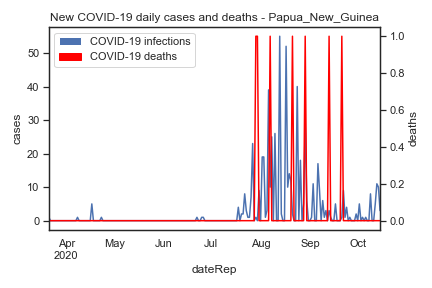 New COVID-19 daily cases and deaths - Papua_New_Guinea
COVID-19 infections
COVID-19 deaths
cases
50
40
30
20
10
0
deaths
1.0
0.8
0.6
0.4
0.2
0.0
Apr May Jun Jul Aug Sep Oct
2020
dateRep